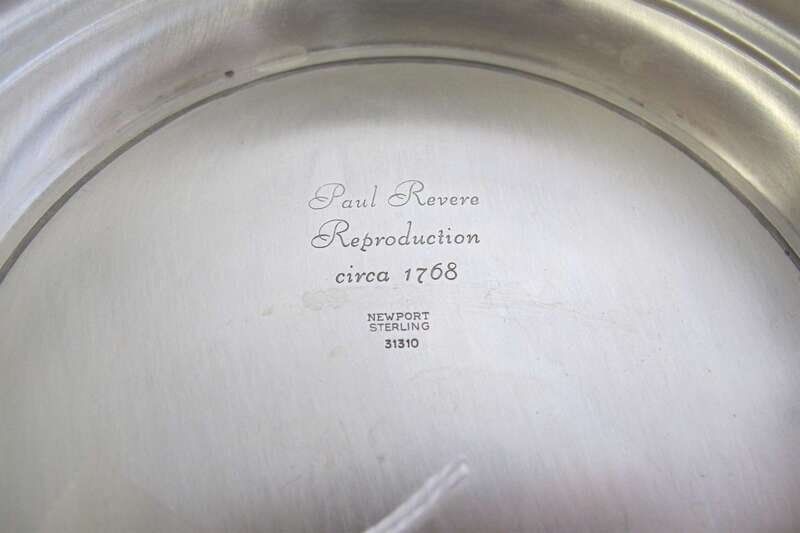 Paul Revere
Reproduction
circa 1768
NEWPORT
STERLING
31310